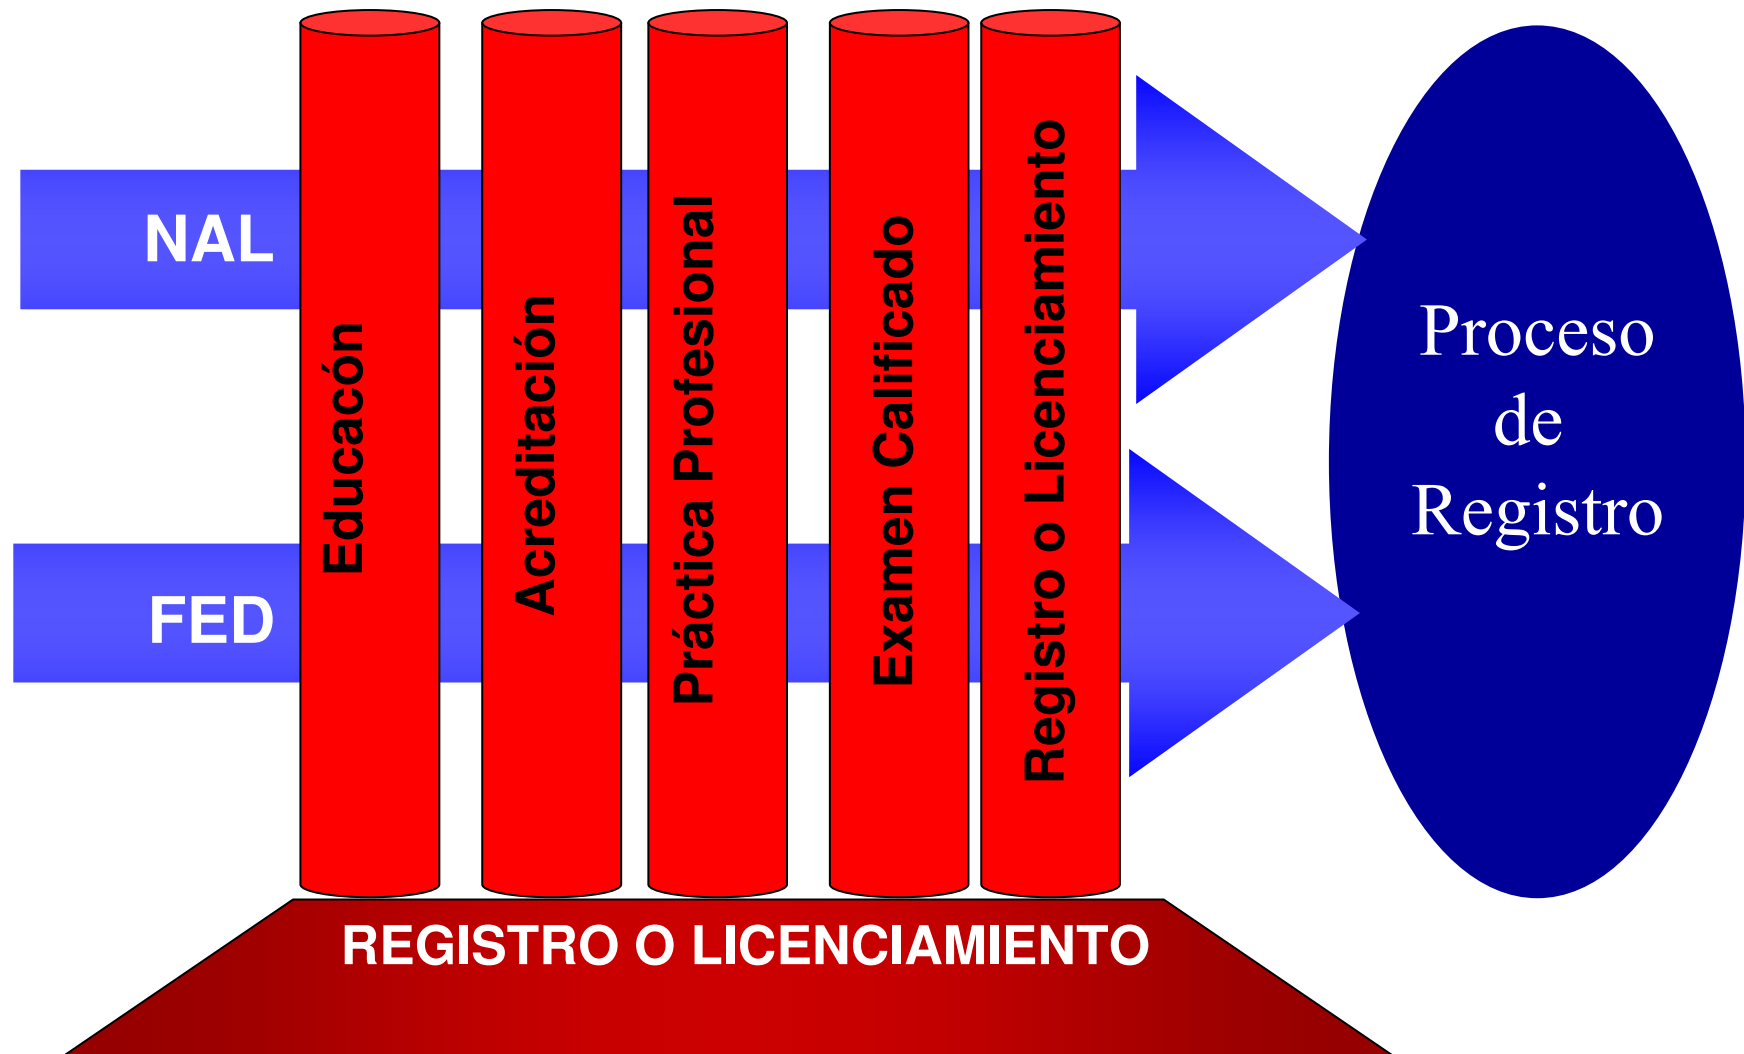 NAL
FED
Educacón
Acreditación
Práctica Profesional
Examen Calificado
Registro o Licenciamiento
Proceso
de
Registro
REGISTRO O LICENCIAMIENTO